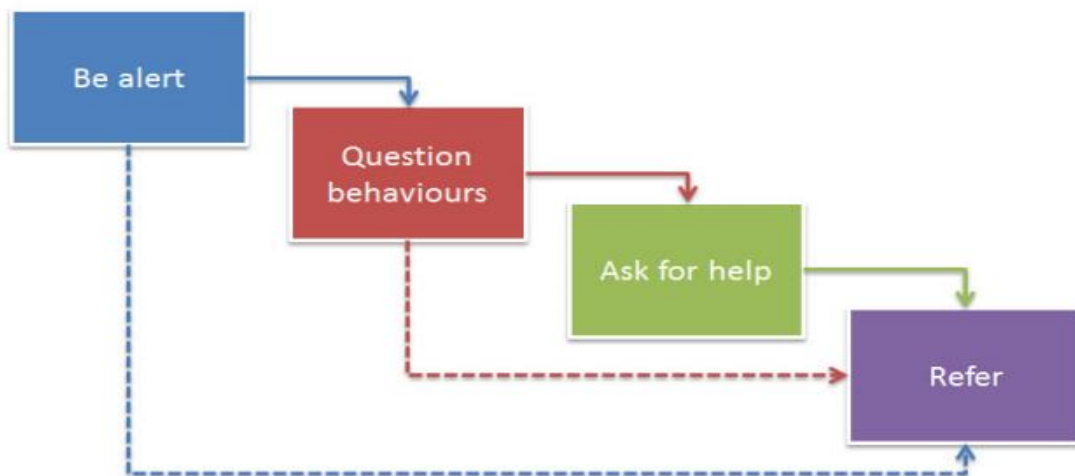 Be alert
Question
behaviours
Ask for help
Refer